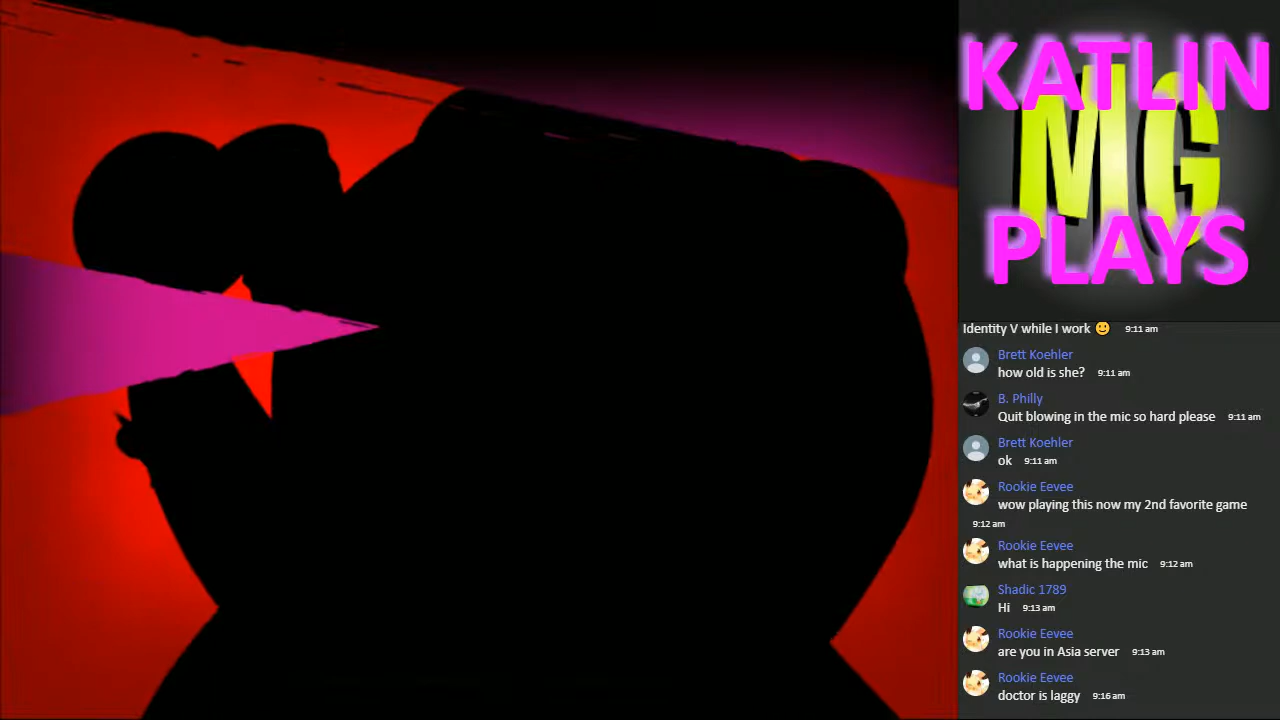 KATLIN
MG
PLAYS
Identity V while I work 🙂 9:11 am
Brett Koehler
how old is she? 9:11 am
B. Philly
Quit blowing in the mic so hard please 9:11 am
Brett Koehler
ok 9:11 am
Rookie Eevee
wow playing this now my 2nd favorite game
9:12 am
Rookie Eevee
what is happening the mic 9:12 am
Shadic 1789
Hi 9:13 am
Rookie Eevee
are you in Asia server 9:13 am
Rookie Eevee
doctor is laggy 9:16 am